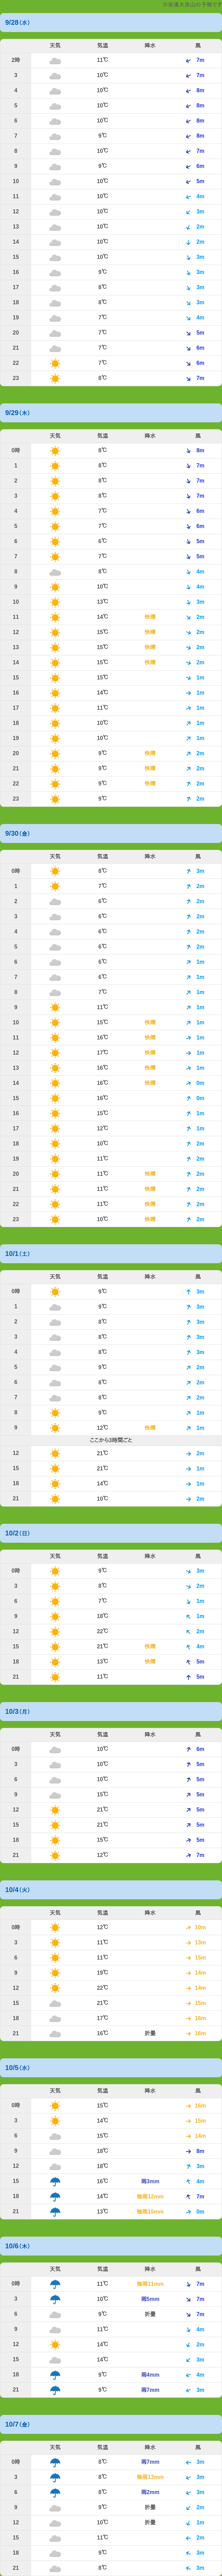 9/28(水)
天気 気温 降水 風
2時 11℃ 7m
3 10℃ 7m
4 10℃ 8m
5 10℃ 8m
6 10℃ 8m
7 9℃ 8m
8 10℃ 7m
9 9℃ 6m
10 10℃ 5m
11 10℃ 4m
12 10℃ 3m
13 10℃ 2m
14 10℃ 2m
15 10℃ 3m
16 9℃ 3m
17 8℃ 3m
18 8℃ 3m
19 7℃ 4m
20 7℃ 5m
21 7℃ 6m
22 7℃ 6m
23 8℃ 7m
9/29(木)
天気 気温 降水 風
0時 8℃ 8m
1 8℃ 7m
2 8℃ 7m
3 8℃ 7m
4 7℃ 6m
5 7℃ 6m
6 6℃ 5m
7 7℃ 5m
8 8℃ 4m
9 10℃ 4m
10 13℃ 3m
11 14℃ 快晴 2m
12 15℃ 快晴 2m
13 15℃ 快晴 2m
14 15℃ 快晴 2m
15 15℃ 1m
16 14℃ 1m
17 11℃ 1m
18 10℃ 1m
19 10℃ 1m
20 9℃ 快晴 2m
21 9℃ 快晴 2m
22 9℃ 快晴 2m
23 9℃ 2m
9/30(金)
天気 気温 降水 風
0時 8℃ 3m
1 7℃ 2m
2 6℃ 2m
3 6℃ 2m
4 6℃ 2m
5 6℃ 2m
6 6℃ 1m
7 6℃ 1m
8 7℃ 1m
9 11℃ 1m
10 15℃ 快晴 1m
11 16℃ 快晴 1m
12 17℃ 快晴 1m
13 16℃ 快晴 1m
14 16℃ 快晴 0m
15 16℃ 0m
16 15℃ 1m
17 12℃ 1m
18 10℃ 2m
19 11℃ 2m
20 11℃ 快晴 2m
21 11℃ 快晴 2m
22 11℃ 快晴 2m
23 10℃ 快晴 2m
10/1(土)
天気 気温 降水 風
0時 9℃ 3m
1 9℃ 3m
2 8℃ 3m
3 8℃ 3m
4 8℃ 3m
5 9℃ 2m
6 8℃ 2m
7 8℃ 2m
8 9℃ 1m
9 12℃ 快晴 1m
ここから3時間ごと
12 21℃ 2m
15 21℃ 1m
18 14℃ 1m
21 10℃ 2m
10/2(日)
天気 気温 降水 風
0時 9℃ 3m
3 8℃ 2m
6 7℃ 1m
9 18℃ 1m
12 22℃ 2m
15 21℃ 快晴 4m
18 13℃ 快晴 5m
21 11℃ 5m
10/3(月)
天気 気温 降水 風
0時 10℃ 6m
3 10℃ 5m
6 10℃ 5m
9 15℃ 5m
12 21℃ 5m
15 21℃ 5m
18 15℃ 5m
21 12℃ 7m
10/4(火)
天気 気温 降水 風
0時 12℃ 10m
3 11℃ 13m
6 11℃ 15m
9 19℃ 14m
12 22℃ 14m
15 21℃ 15m
18 17℃ 16m
21 16℃ 折畳 16m
10/5(水)
天気 気温 降水 風
0時 15℃ 16m
3 14℃ 15m
6 15℃ 14m
9 18℃ 8m
12 18℃ 3m
15 16℃ 雨3mm 4m
18 14℃ 強雨12mm 7m
21 13℃ 強雨15mm 0m
10/6(木)
天気 気温 降水 風
0時 11℃ 強雨11mm 7m
3 10℃ 雨5mm 7m
6 9℃ 折畳 7m
9 11℃ 4m
12 14℃ 2m
15 14℃ 3m
18 9℃ 雨4mm 4m
21 9℃ 雨7mm 3m
10/7(金)
天気 気温 降水 風
0時 8℃ 雨7mm 3m
3 8℃ 強雨13mm 3m
6 8℃ 雨2mm 3m
9 9℃ 折畳 2m
12 10℃ 折畳 1m
15 11℃ 2m
18 9℃ 3m
21 8℃ 3m